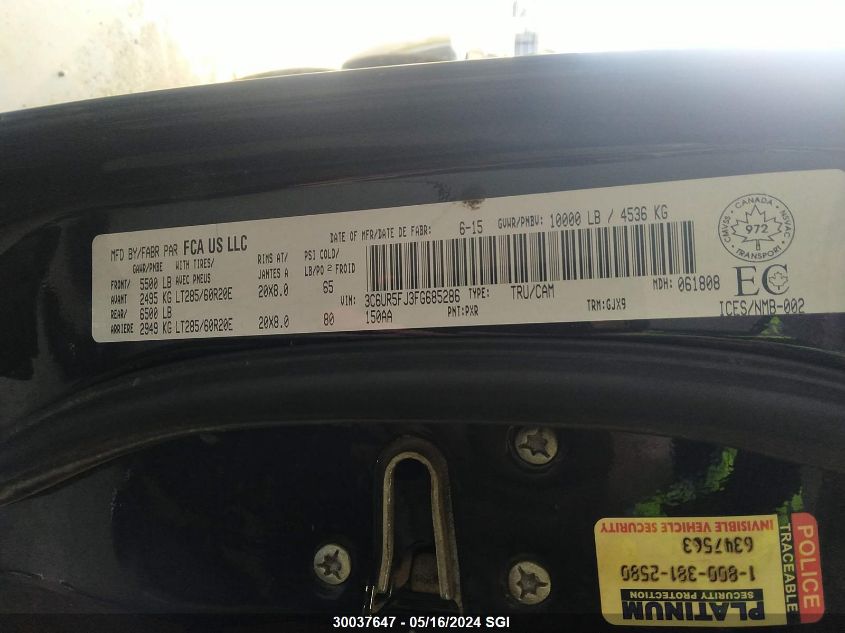 MFD BY/FABR PAR FCA US LLC
DATE OF MFR/DATE DE FABR: 6-15
GVWR/PNBV: 10000 LB / 4536 KG
GAWR/PNBE WITH TIRES/ RIMS AT/ PSI COLD/
AVEC PNEUS JANTES A LB/PO 2 FROID
FRONT/ 5500 LB
AVANT 2495 KG LT285/60R20E 20X8.0 65
REAR/ 6500 LB
ARRIERE 2949 KG LT285/60R20E 20X8.0 80
VIN: 3C6UR5FJ3FG685286 TYPE: TRU/CAM MDH: 061808
150AA PNT:PXR TRM:GJX9
CANADA
CMVSS NSVAC
972
TRANSPORT
EC
ICES/NMB-002
POLICE
TRACEABLE
PLATINUM
SECURITY PROTECTION
1-800-381-2580
6347563
INVISIBLE VEHICLE SECURITY
30037647 - 05/16/2024 SGI